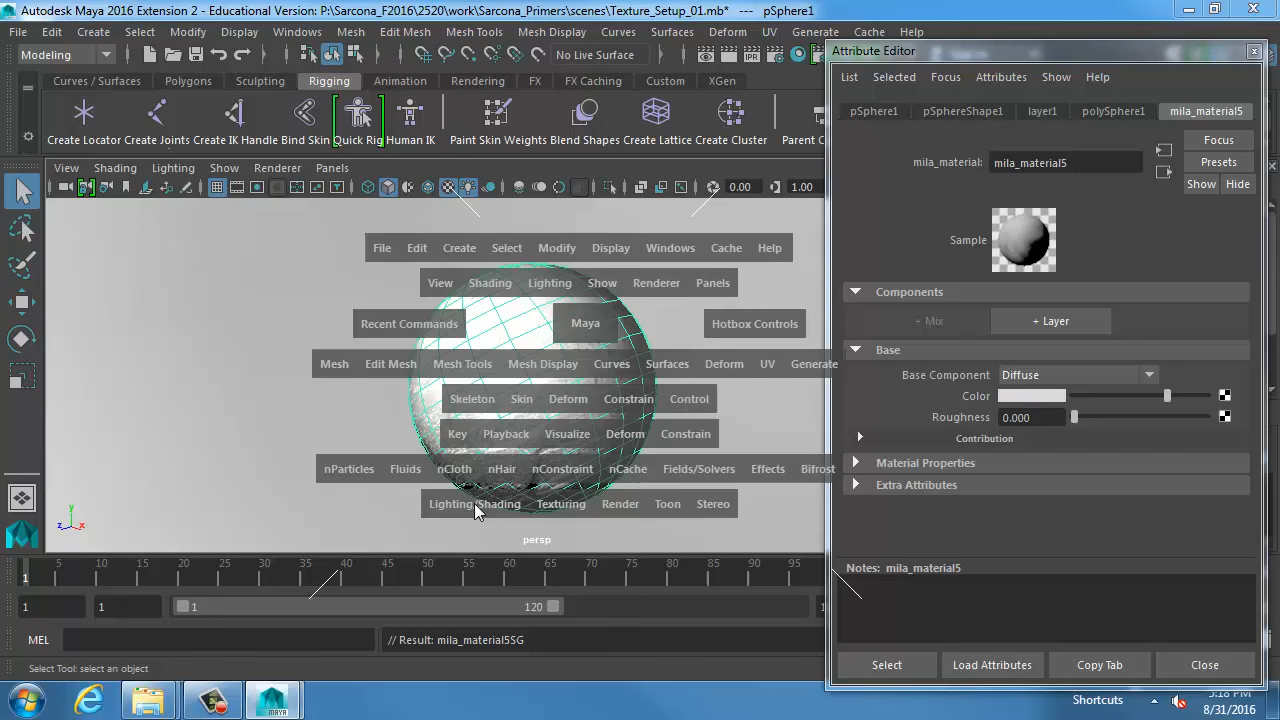 Autodesk Maya 2016 Extension 2 - Educational Version: P:\Sarcona_F2016\2520\work\Sarcona_Primers\scenes\Texture_Setup_01.mb* --- pSphere1
File Edit Create Select Modify Display Windows Mesh Edit Mesh Mesh Tools Mesh Display Curves Surfaces Deform UV Generate Cache Help
Modeling No Live Surface
Curves / Surfaces Polygons Sculpting Rigging Animation Rendering FX FX Caching Custom XGen
Create Locator Create Joints Create IK Handle Bind Skin Quick Rig Human IK Paint Skin Weights Blend Shapes Create Lattice Create Cluster Parent C
View Shading Lighting Show Renderer Panels
0.00 1.00
File Edit Create Select Modify Display Windows Cache Help
View Shading Lighting Show Renderer Panels
Recent Commands Maya Hotbox Controls
Mesh Edit Mesh Mesh Tools Mesh Display Curves Surfaces Deform UV Generate
Skeleton Skin Deform Constrain Control
Key Playback Visualize Deform Constrain
nParticles Fluids nCloth nHair nConstraint nCache Fields/Solvers Effects Bifrost
Lighting/Shading Texturing Render Toon Stereo
y
z x
persp
5 10 15 20 25 30 35 40 45 50 55 60 65 70 75 80 85 90 95
1
1 1 1 120
MEL // Result: mila_material5SG
Select Tool: select an object
Attribute Editor
List Selected Focus Attributes Show Help
pSphere1 pSphereShape1 layer1 polySphere1 mila_material5
mila_material: mila_material5
Focus
Presets
Show Hide
Sample
Components
+ Mix + Layer
Base
Base Component Diffuse
Color
Roughness 0.000
Contribution
Material Properties
Extra Attributes
Notes: mila_material5
Select Load Attributes Copy Tab Close
MAYA
Shortcuts
5:18 PM
8/31/2016